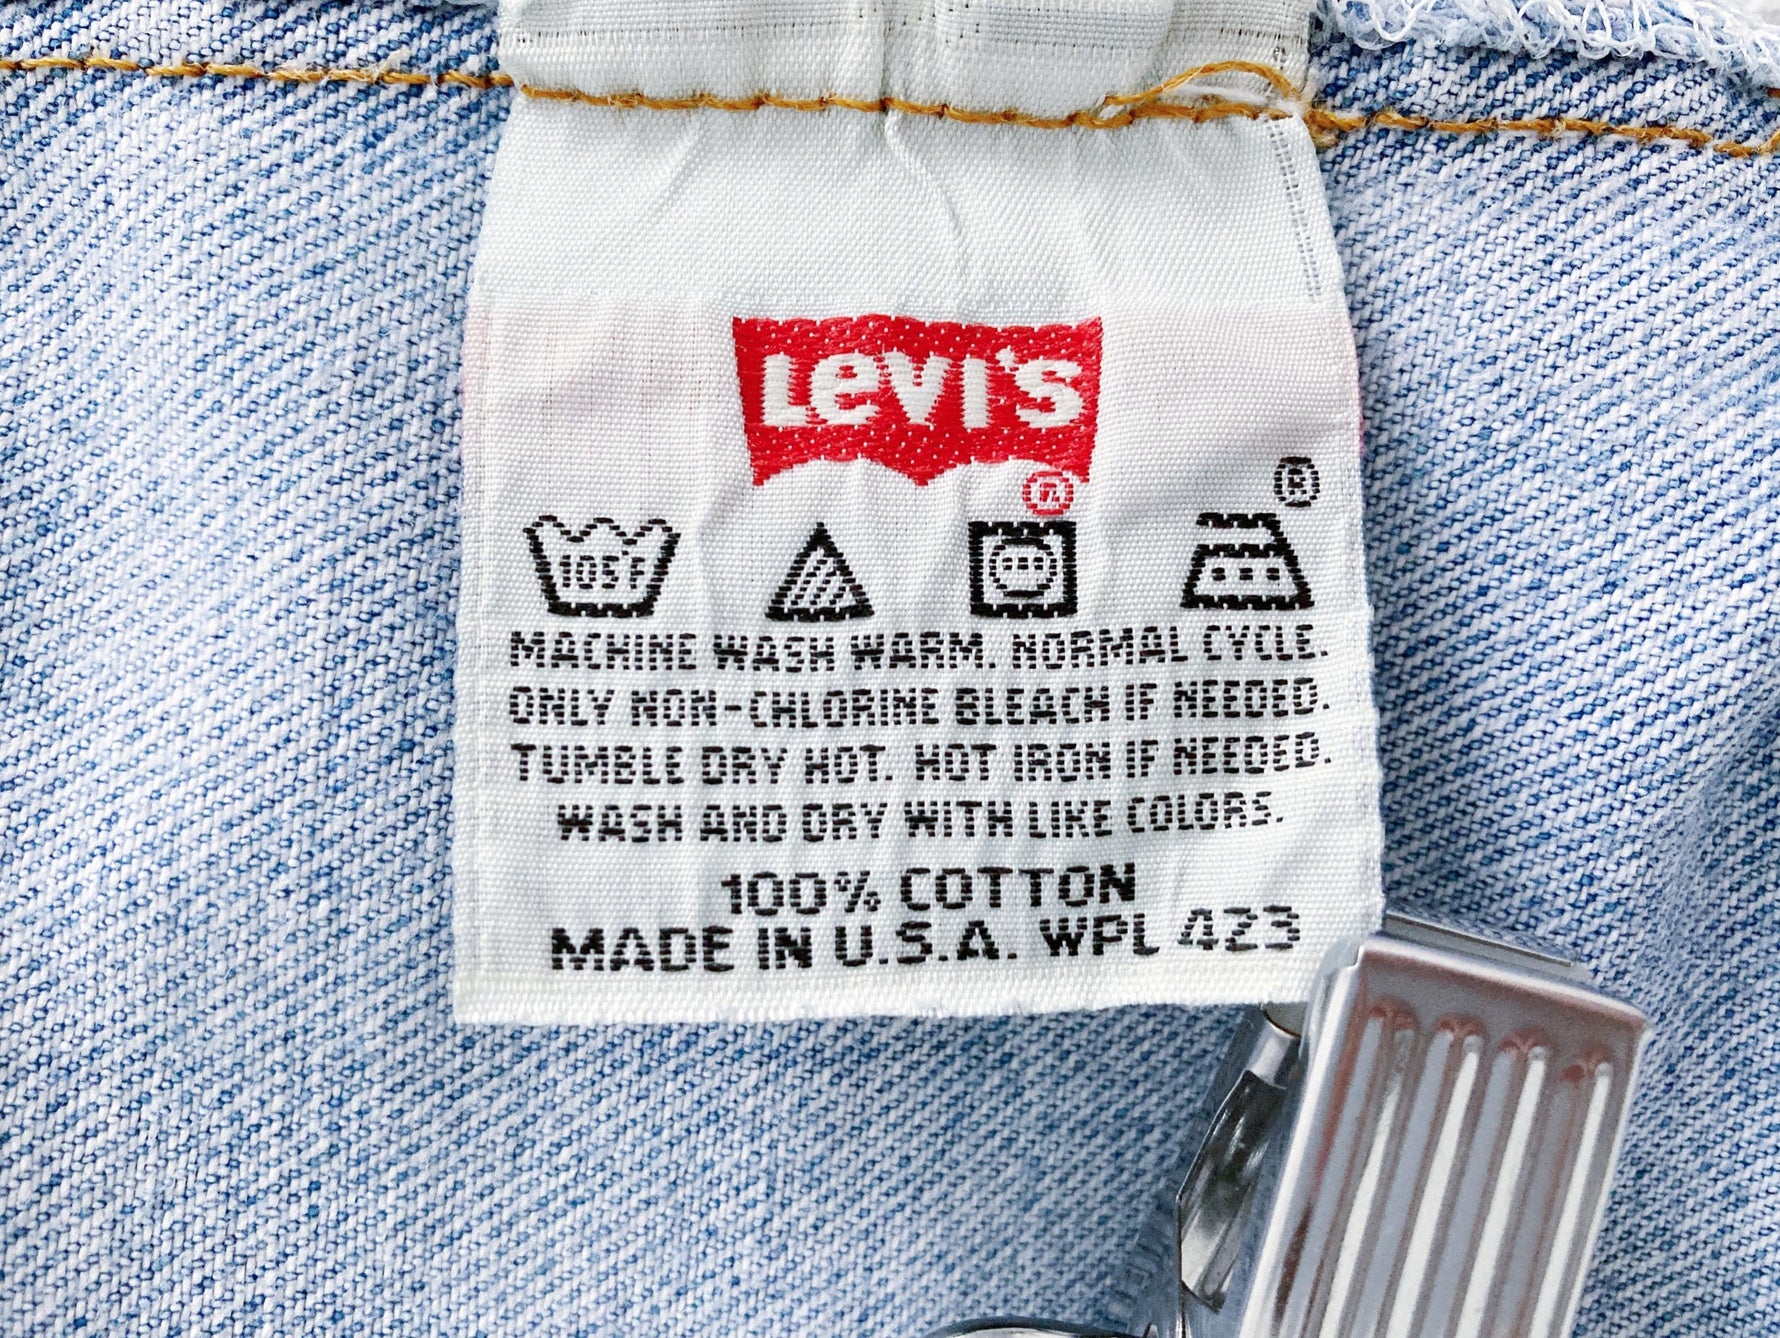 Levi's
®
®
105F
MACHINE WASH WARM. NORMAL CYCLE.
ONLY NON-CHLORINE BLEACH IF NEEDED.
TUMBLE DRY HOT. HOT IRON IF NEEDED.
WASH AND DRY WITH LIKE COLORS.
100% COTTON
MADE IN U.S.A. WPL 423